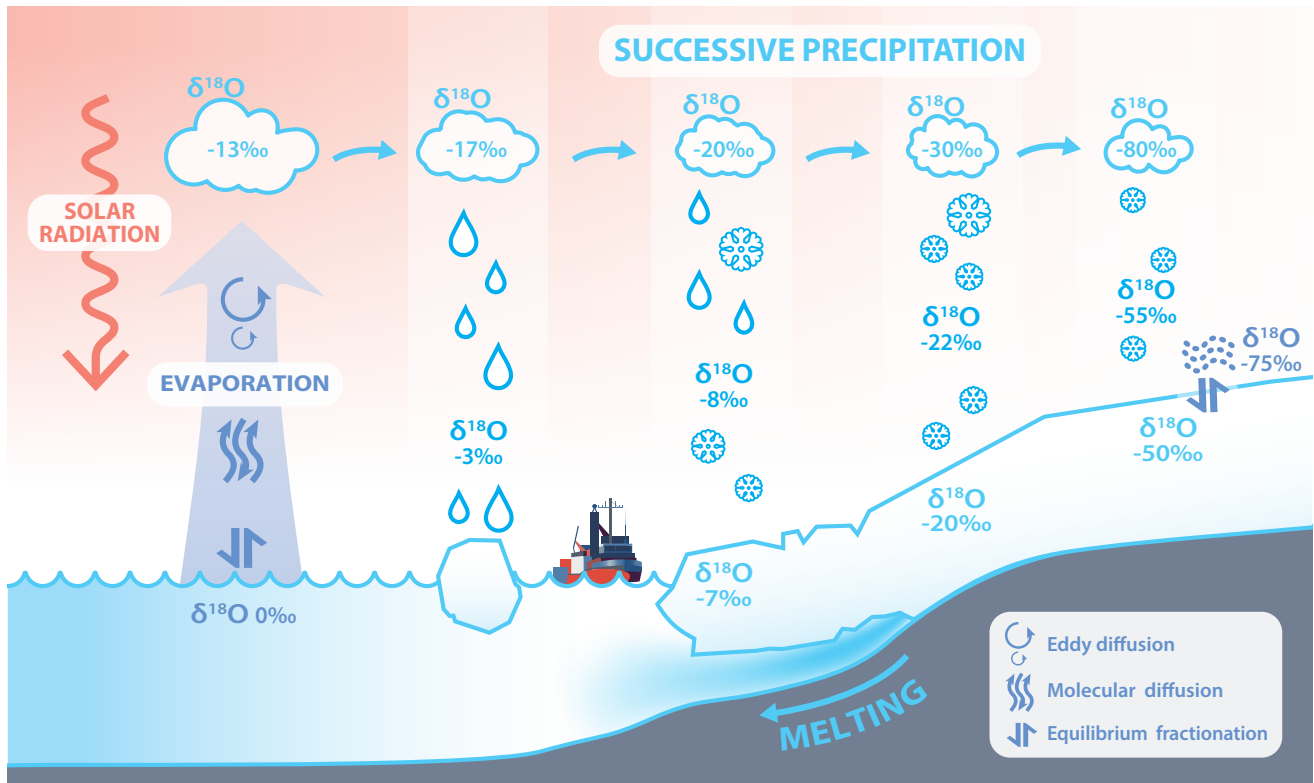 SUCCESSIVE PRECIPITATION
δ¹⁸O
-13‰
δ¹⁸O
-17‰
δ¹⁸O
-20‰
δ¹⁸O
-30‰
δ¹⁸O
-80‰
SOLAR
RADIATION
EVAPORATION
δ¹⁸O
-3‰
δ¹⁸O
-8‰
δ¹⁸O
-22‰
δ¹⁸O
-55‰
δ¹⁸O
-75‰
δ¹⁸O
-50‰
δ¹⁸O
-20‰
δ¹⁸O
-7‰
δ¹⁸O 0‰
MELTING
Eddy diffusion
Molecular diffusion
Equilibrium fractionation